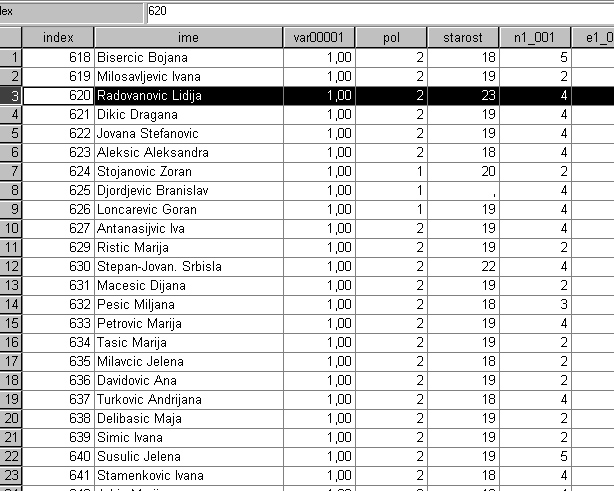 dex 620
index ime var00001 pol starost n1_001 e1_0
1 618 Bisercic Bojana 1,00 2 18 5
2 619 Milosavljevic Ivana 1,00 2 19 2
3 620 Radovanovic Lidija 1,00 2 23 4
4 621 Dikic Dragana 1,00 2 19 4
5 622 Jovana Stefanovic 1,00 2 19 4
6 623 Aleksic Aleksandra 1,00 2 18 4
7 624 Stojanovic Zoran 1,00 1 20 2
8 625 Djordjevic Branislav 1,00 1 , 4
9 626 Loncarevic Goran 1,00 1 19 4
10 627 Antanasijvic Iva 1,00 2 19 4
11 629 Ristic Marija 1,00 2 19 2
12 630 Stepan-Jovan. Srbisla 1,00 2 22 4
13 631 Macesic Dijana 1,00 2 19 2
14 632 Pesic Miljana 1,00 2 18 3
15 633 Petrovic Marija 1,00 2 19 4
16 634 Tasic Marija 1,00 2 19 2
17 635 Milavcic Jelena 1,00 2 18 2
18 636 Davidovic Ana 1,00 2 19 2
19 637 Turkovic Andrijana 1,00 2 18 4
20 638 Delibasic Maja 1,00 2 19 2
21 639 Simic Ivana 1,00 2 19 2
22 640 Susulic Jelena 1,00 2 19 5
23 641 Stamenkovic Ivana 1,00 2 18 4